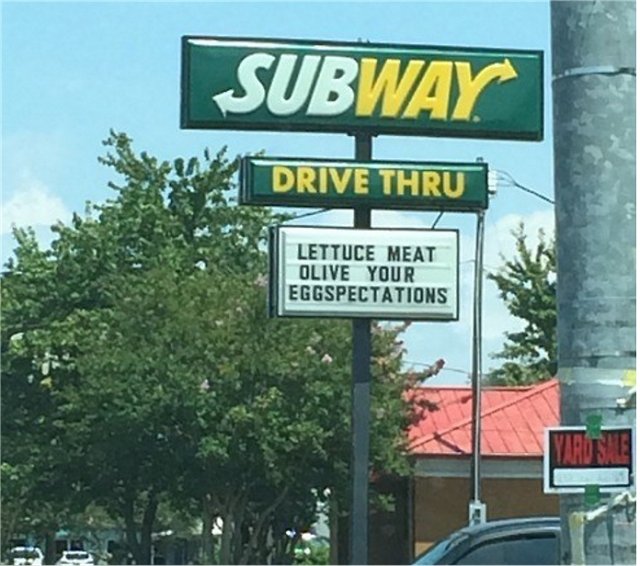 SUBWAY
DRIVE THRU
LETTUCE MEAT
OLIVE YOUR
EGGSPECTATIONS
YARD SALE